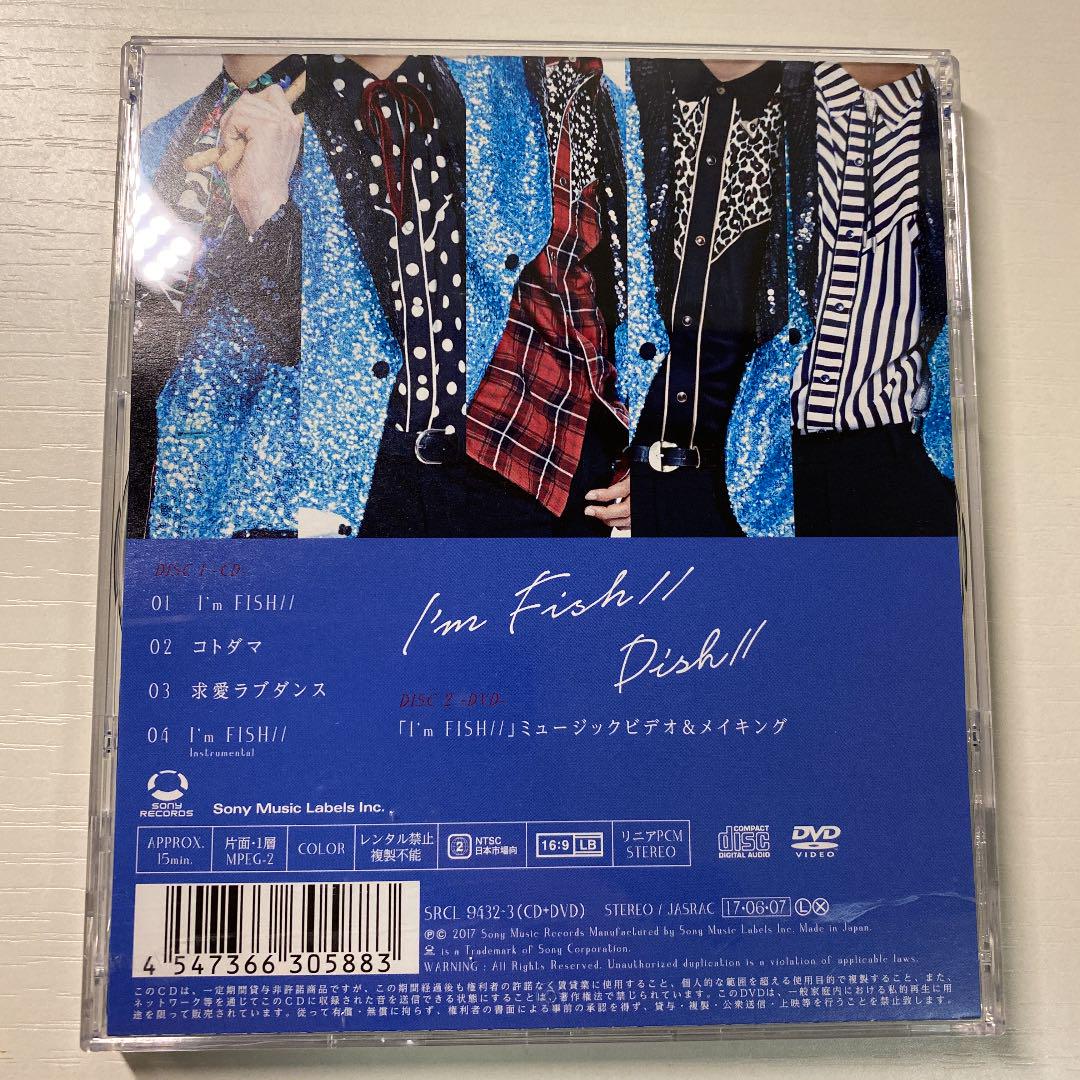 DISC 1 -CD-
01 I'm FISH//
02 コトダマ
03 求愛ラブダンス
04 I'm FISH//
Instrumental
I'm Fish//
Dish//
DISC 2 -DVD-
「I'm FISH//」ミュージックビデオ&メイキング
SONY
RECORDS
Sony Music Labels Inc.
APPROX.
15min.
片面・1層
MPEG-2
COLOR
レンタル禁止
複製不能
2
NTSC
日本市場向
16:9 LB
リニアPCM
STEREO
COMPACT
disc
DIGITAL AUDIO
DVD
VIDEO
4 547366 305883
SRCL 9432-3(CD+DVD) STEREO / JASRAC 17・06・07 Ⓛ Ⓧ
℗© 2017 Sony Music Records Manufactured by Sony Music Labels Inc. Made in Japan.
is a Trademark of Sony Corporation.
WARNING : All Rights Reserved. Unauthorized duplication is a violation of applicable laws.
このCDは、一定期間貸与非許諾商品ですが、この期間経過後も権利者の許諾なく賃貸業に使用すること、個人的な範囲を超える使用目的で複製すること、また、
ネットワーク等を通じてこのCDに収録された音を送信できる状態にすることは、著作権法で禁じられています。このDVDは、一般家庭内における私的再生に用
途を限って販売されています。従って有償・無償に拘らず、権利者の書面による事前の承認を得ず、貸与・複製・公衆送信・上映等を行うことを禁止致します。